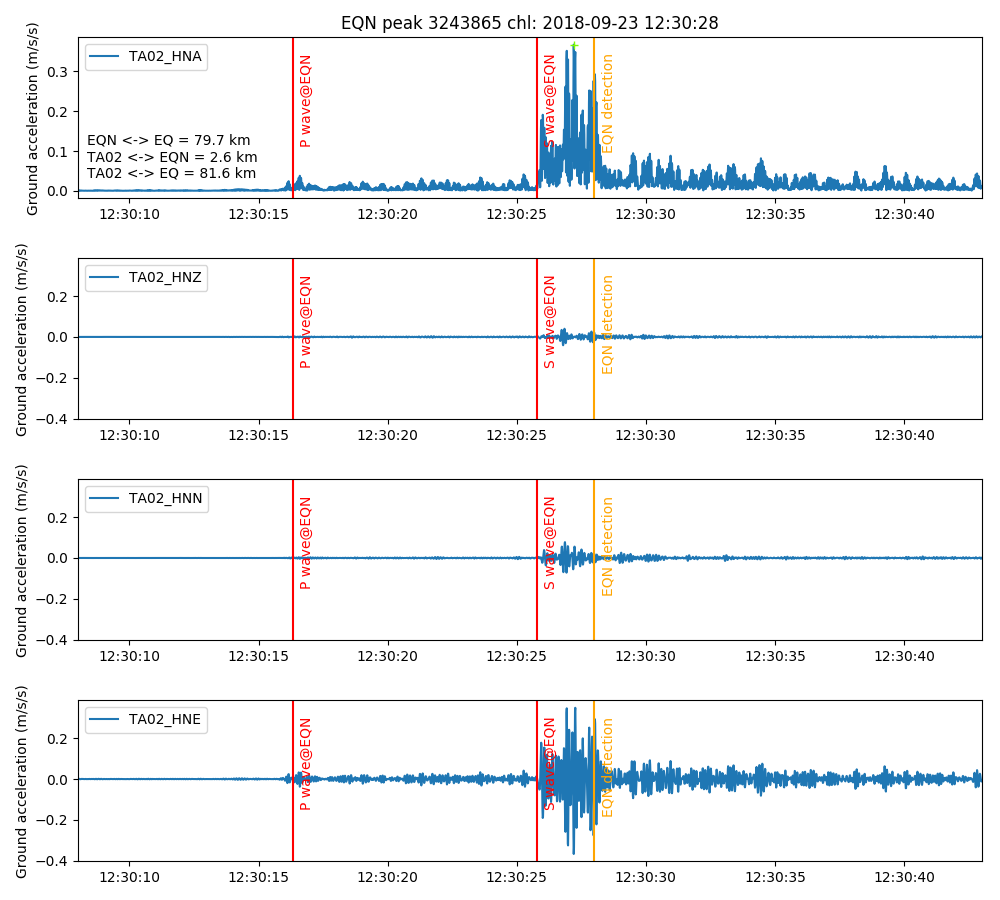 EQN peak 3243865 chl: 2018-09-23 12:30:28
Ground acceleration (m/s/s)
0.3
0.2
0.1
0.0
TA02_HNA
EQN <-> EQ = 79.7 km
TA02 <-> EQN = 2.6 km
TA02 <-> EQ = 81.6 km
P wave@EQN
S wave@EQN
EQN detection
12:30:10 12:30:15 12:30:20 12:30:25 12:30:30 12:30:35 12:30:40
Ground acceleration (m/s/s)
0.2
0.0
−0.2
−0.4
TA02_HNZ
P wave@EQN
S wave@EQN
EQN detection
12:30:10 12:30:15 12:30:20 12:30:25 12:30:30 12:30:35 12:30:40
Ground acceleration (m/s/s)
0.2
0.0
−0.2
−0.4
TA02_HNN
P wave@EQN
S wave@EQN
EQN detection
12:30:10 12:30:15 12:30:20 12:30:25 12:30:30 12:30:35 12:30:40
Ground acceleration (m/s/s)
0.2
0.0
−0.2
−0.4
TA02_HNE
P wave@EQN
S wave@EQN
EQN detection
12:30:10 12:30:15 12:30:20 12:30:25 12:30:30 12:30:35 12:30:40